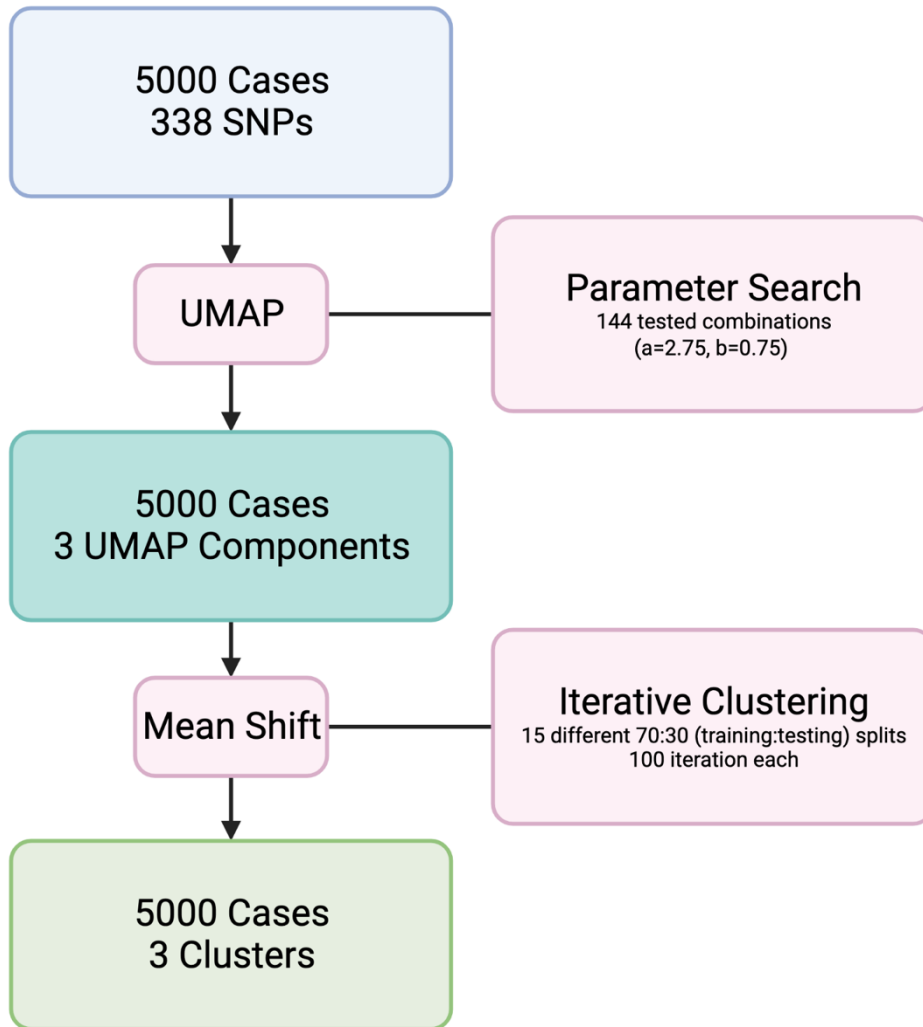 5000 Cases
338 SNPs
UMAP
Parameter Search
144 tested combinations
(a=2.75, b=0.75)
5000 Cases
3 UMAP Components
Mean Shift
Iterative Clustering
15 different 70:30 (training:testing) splits
100 iteration each
5000 Cases
3 Clusters